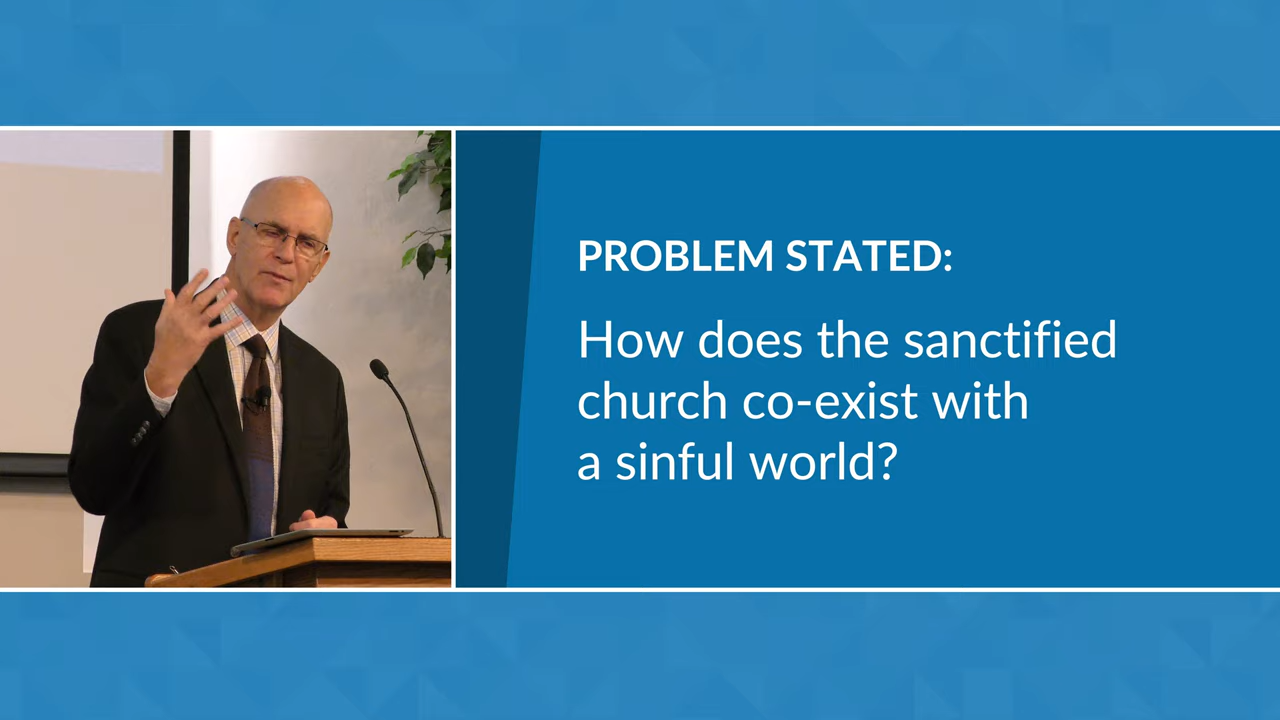 PROBLEM STATED:
How does the sanctified
church co-exist with
a sinful world?